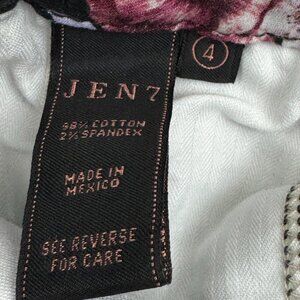 JEN7
4
98% COTTON
2% SPANDEX
MADE IN
MEXICO
SEE REVERSE
FOR CARE